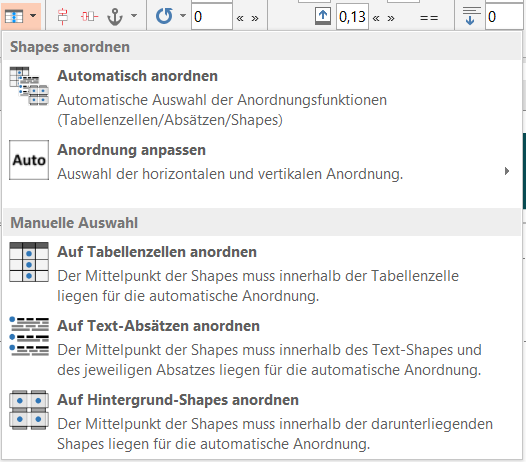 0 « » 0,13 « » == 0
Shapes anordnen
Automatisch anordnen
Automatische Auswahl der Anordnungsfunktionen
(Tabellenzellen/Absätzen/Shapes)
Auto Anordnung anpassen
Auswahl der horizontalen und vertikalen Anordnung.
Manuelle Auswahl
Auf Tabellenzellen anordnen
Der Mittelpunkt der Shapes muss innerhalb der Tabellenzelle
liegen für die automatische Anordnung.
Auf Text-Absätzen anordnen
Der Mittelpunkt der Shapes muss innerhalb des Text-Shapes und
des jeweiligen Absatzes liegen für die automatische Anordnung.
Auf Hintergrund-Shapes anordnen
Der Mittelpunkt der Shapes muss innerhalb der darunterliegenden
Shapes liegen für die automatische Anordnung.